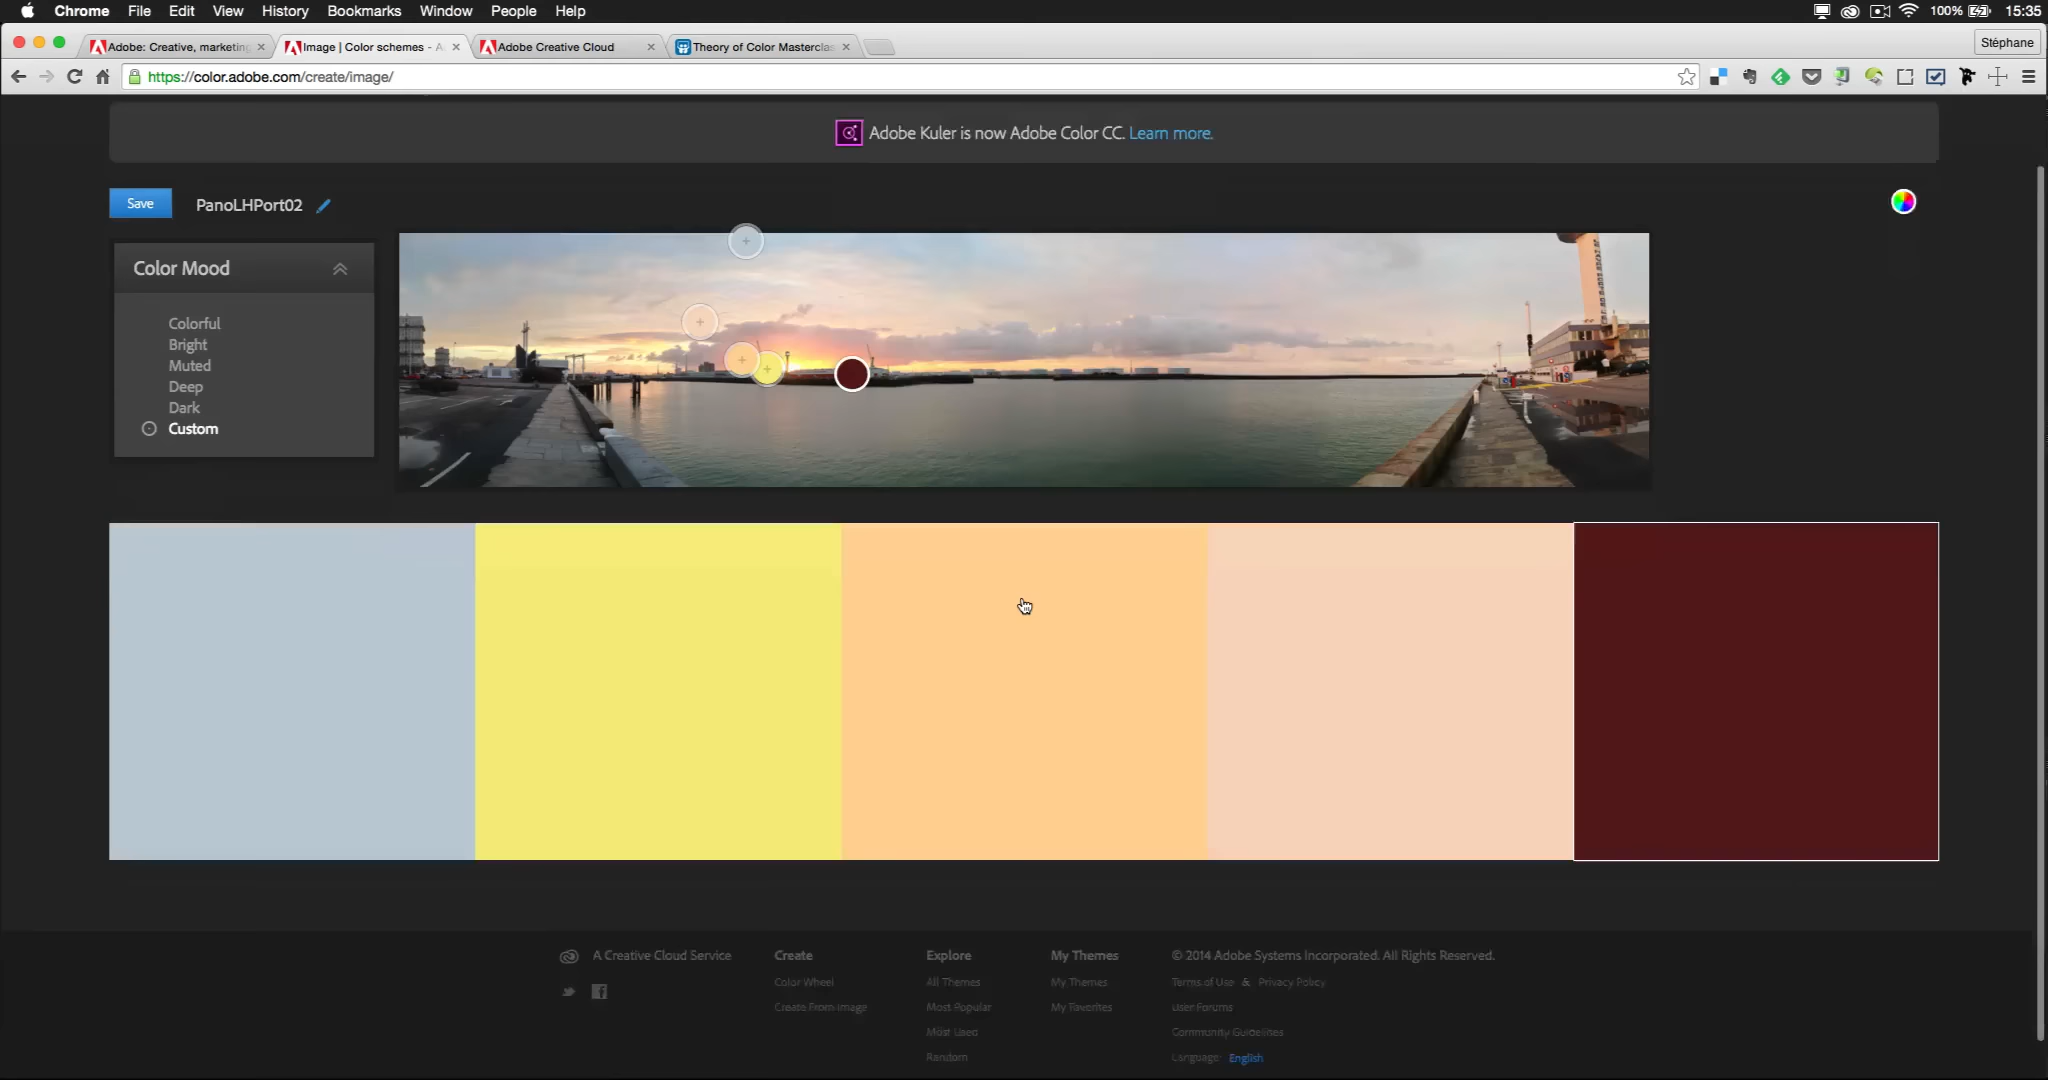 Chrome File Edit View History Bookmarks Window People Help 100% 15:35
Adobe: Creative, marketing Image | Color schemes - A Adobe Creative Cloud Theory of Color Masterclas Stéphane
https://color.adobe.com/create/image/
Adobe Kuler is now Adobe Color CC. Learn more.
Save PanoLHPort02
Color Mood
Colorful
Bright
Muted
Deep
Dark
Custom
A Creative Cloud Service Create Explore My Themes © 2014 Adobe Systems Incorporated. All Rights Reserved.
Color Wheel All Themes My Themes Terms of Use & Privacy Policy
Create From Image Most Popular My Favorites User Forums
Most Used Community Guidelines
Random Language: English